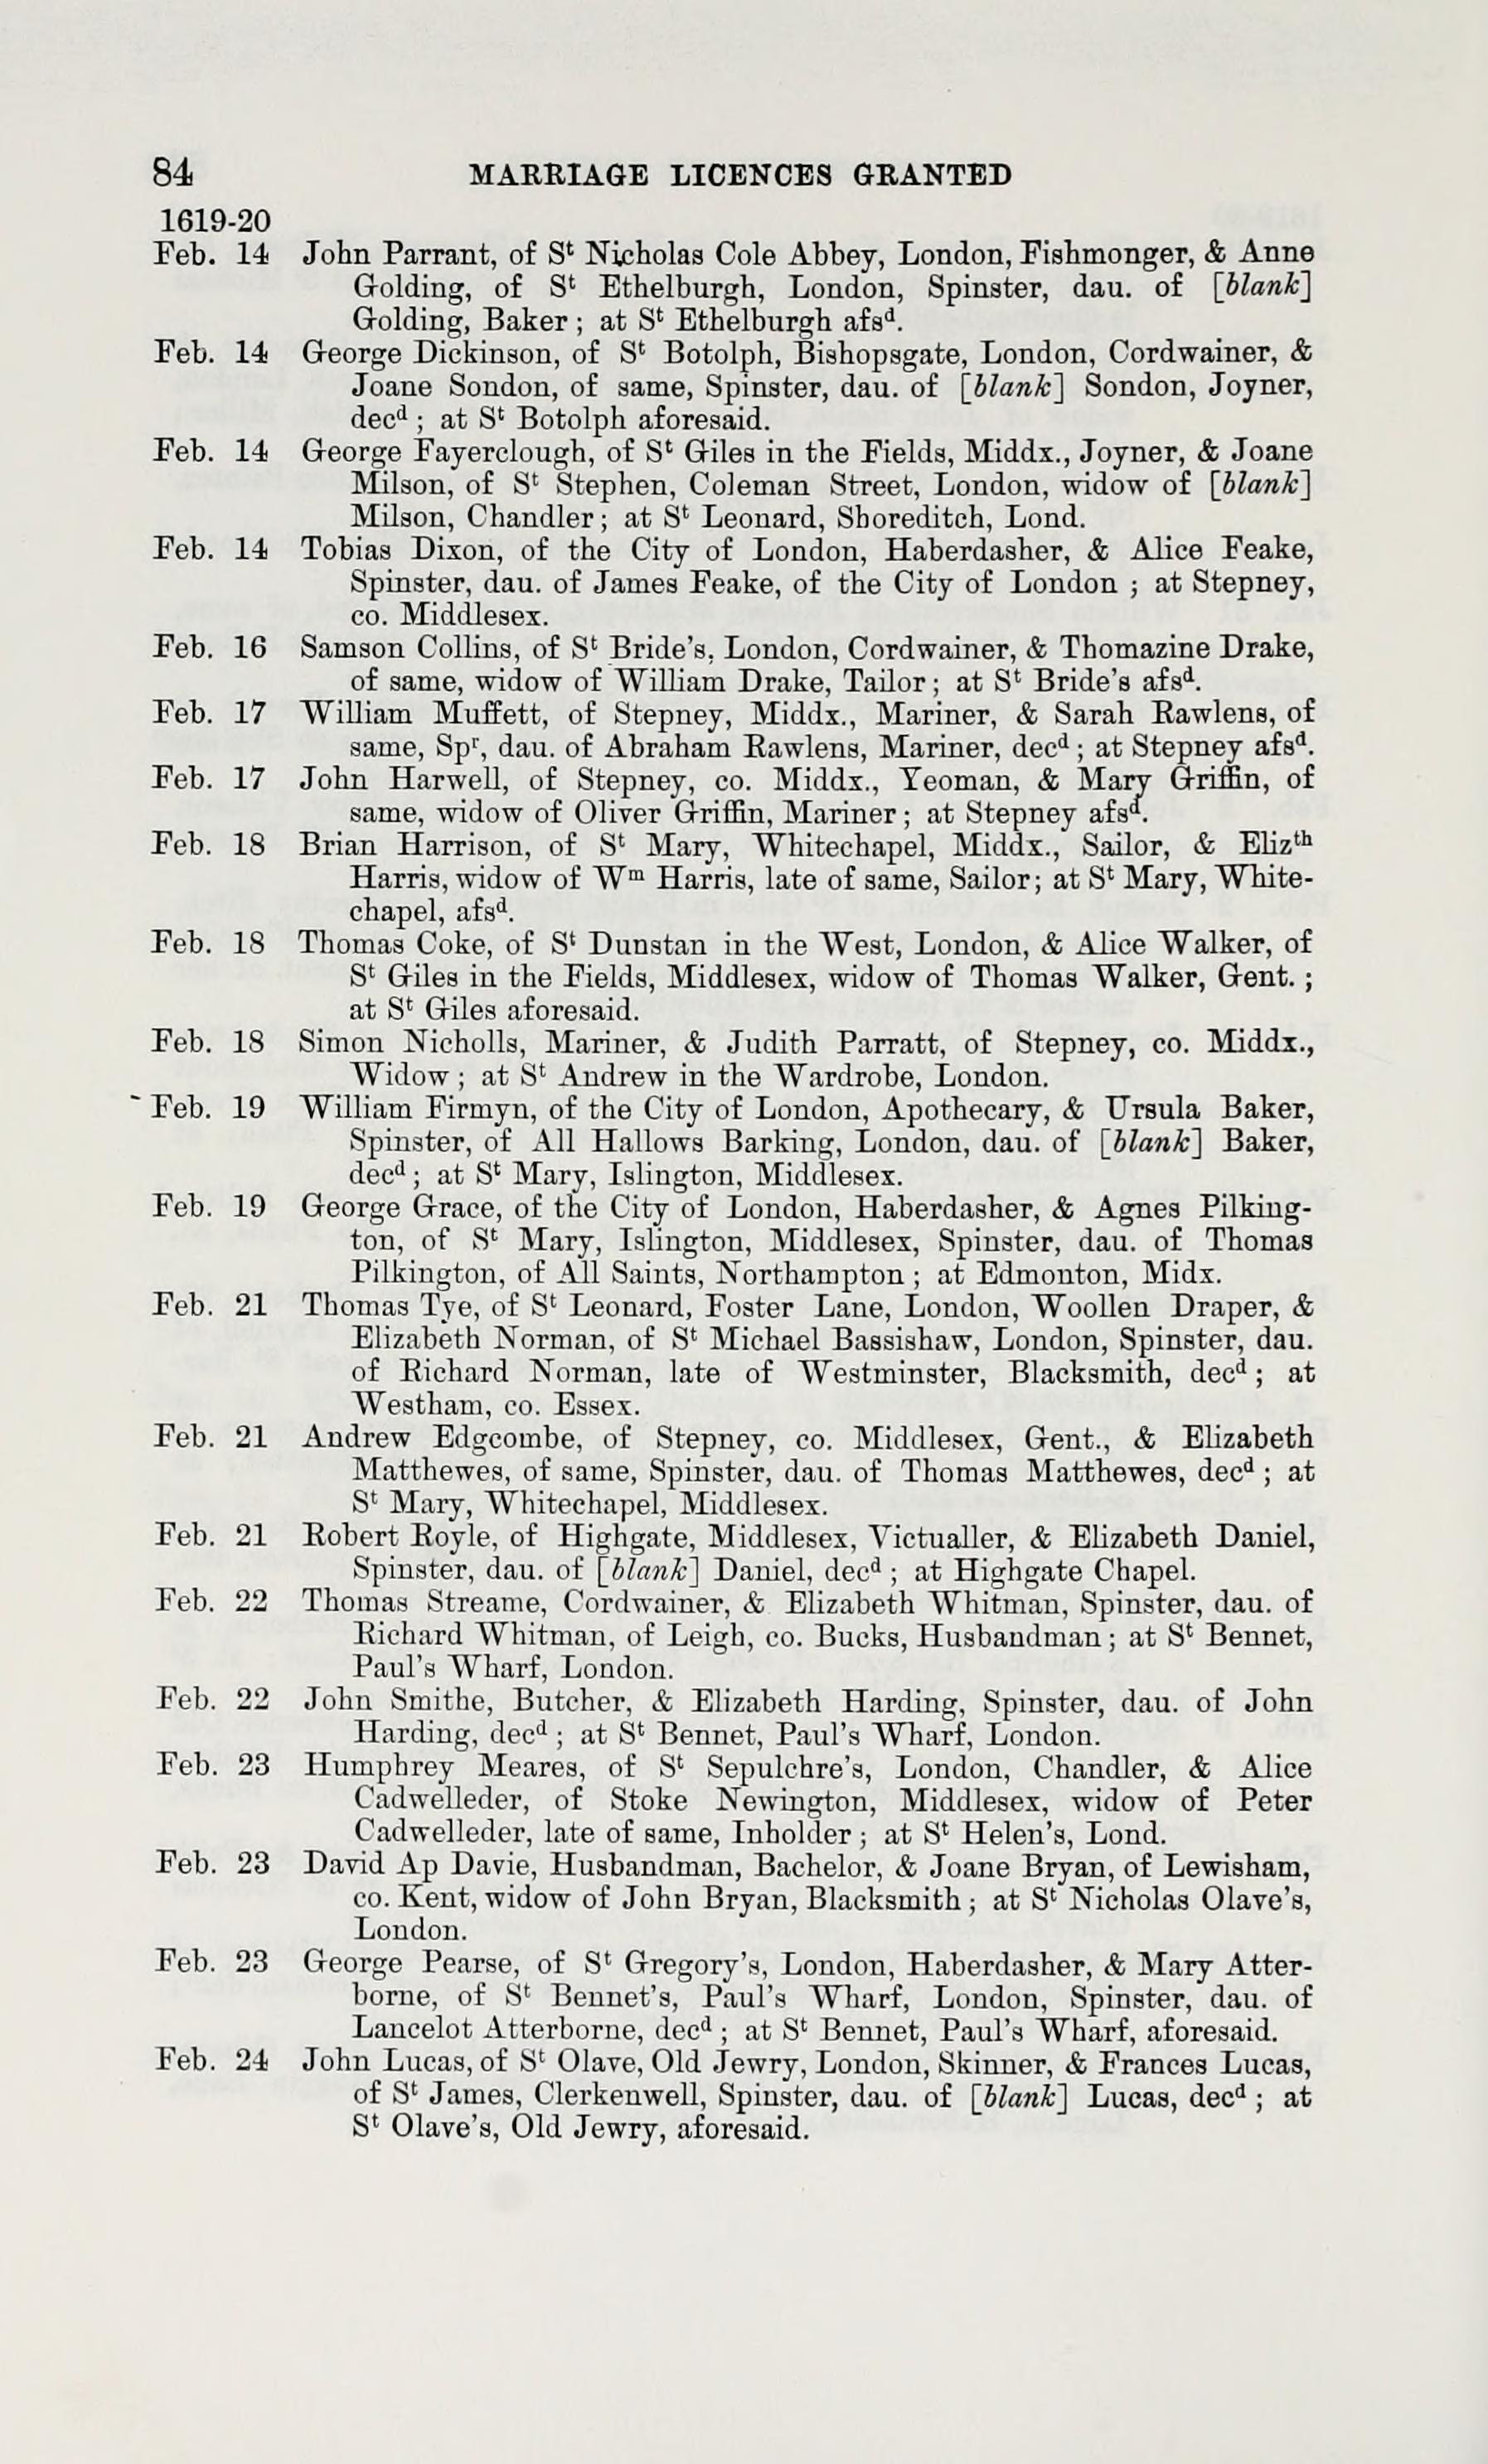 84 MARRIAGE LICENCES GRANTED
1619-20
Feb. 14 John Parrant, of St Nicholas Cole Abbey, London, Fishmonger, & Anne
Golding, of St Ethelburgh, London, Spinster, dau. of [blank]
Golding, Baker; at St Ethelburgh afsd.
Feb. 14 George Dickinson, of St Botolph, Bishopsgate, London, Cordwainer, &
Joane Sondon, of same, Spinster, dau. of [blank] Sondon, Joyner,
decd; at St Botolph aforesaid.
Feb. 14 George Fayerclough, of St Giles in the Fields, Middx., Joyner, & Joane
Milson, of St Stephen, Coleman Street, London, widow of [blank]
Milson, Chandler; at St Leonard, Shoreditch, Lond.
Feb. 14 Tobias Dixon, of the City of London, Haberdasher, & Alice Feake,
Spinster, dau. of James Feake, of the City of London; at Stepney,
co. Middlesex.
Feb. 16 Samson Collins, of St Bride's, London, Cordwainer, & Thomazine Drake,
of same, widow of William Drake, Tailor; at St Bride's afsd.
Feb. 17 William Muffett, of Stepney, Middx., Mariner, & Sarah Rawlens, of
same, Spr, dau. of Abraham Rawlens, Mariner, decd; at Stepney afsd.
Feb. 17 John Harwell, of Stepney, co. Middx., Yeoman, & Mary Griffin, of
same, widow of Oliver Griffin, Mariner; at Stepney afsd.
Feb. 18 Brian Harrison, of St Mary, Whitechapel, Middx., Sailor, & Elizth
Harris, widow of Wm Harris, late of same, Sailor; at St Mary, White-
chapel, afsd.
Feb. 18 Thomas Coke, of St Dunstan in the West, London, & Alice Walker, of
St Giles in the Fields, Middlesex, widow of Thomas Walker, Gent.;
at St Giles aforesaid.
Feb. 18 Simon Nicholls, Mariner, & Judith Parratt, of Stepney, co. Middx.,
Widow; at St Andrew in the Wardrobe, London.
Feb. 19 William Firmyn, of the City of London, Apothecary, & Ursula Baker,
Spinster, of All Hallows Barking, London, dau. of [blank] Baker,
decd; at St Mary, Islington, Middlesex.
Feb. 19 George Grace, of the City of London, Haberdasher, & Agnes Pilking-
ton, of St Mary, Islington, Middlesex, Spinster, dau. of Thomas
Pilkington, of All Saints, Northampton; at Edmonton, Midx.
Feb. 21 Thomas Tye, of St Leonard, Foster Lane, London, Woollen Draper, &
Elizabeth Norman, of St Michael Bassishaw, London, Spinster, dau.
of Richard Norman, late of Westminster, Blacksmith, decd; at
Westham, co. Essex.
Feb. 21 Andrew Edgcombe, of Stepney, co. Middlesex, Gent., & Elizabeth
Matthewes, of same, Spinster, dau. of Thomas Matthewes, decd; at
St Mary, Whitechapel, Middlesex.
Feb. 21 Robert Royle, of Highgate, Middlesex, Victualler, & Elizabeth Daniel,
Spinster, dau. of [blank] Daniel, decd; at Highgate Chapel.
Feb. 22 Thomas Streame, Cordwainer, & Elizabeth Whitman, Spinster, dau. of
Richard Whitman, of Leigh, co. Bucks, Husbandman; at St Bennet,
Paul's Wharf, London.
Feb. 22 John Smithe, Butcher, & Elizabeth Harding, Spinster, dau. of John
Harding, decd; at St Bennet, Paul's Wharf, London.
Feb. 23 Humphrey Meares, of St Sepulchre's, London, Chandler, & Alice
Cadwelleder, of Stoke Newington, Middlesex, widow of Peter
Cadwelleder, late of same, Inholder; at St Helen's, Lond.
Feb. 23 David Ap Davie, Husbandman, Bachelor, & Joane Bryan, of Lewisham,
co. Kent, widow of John Bryan, Blacksmith; at St Nicholas Olave's,
London.
Feb. 23 George Pearse, of St Gregory's, London, Haberdasher, & Mary Atter-
borne, of St Bennet's, Paul's Wharf, London, Spinster, dau. of
Lancelot Atterborne, decd; at St Bennet, Paul's Wharf, aforesaid.
Feb. 24 John Lucas, of St Olave, Old Jewry, London, Skinner, & Frances Lucas,
of St James, Clerkenwell, Spinster, dau. of [blank] Lucas, decd; at
St Olave's, Old Jewry, aforesaid.